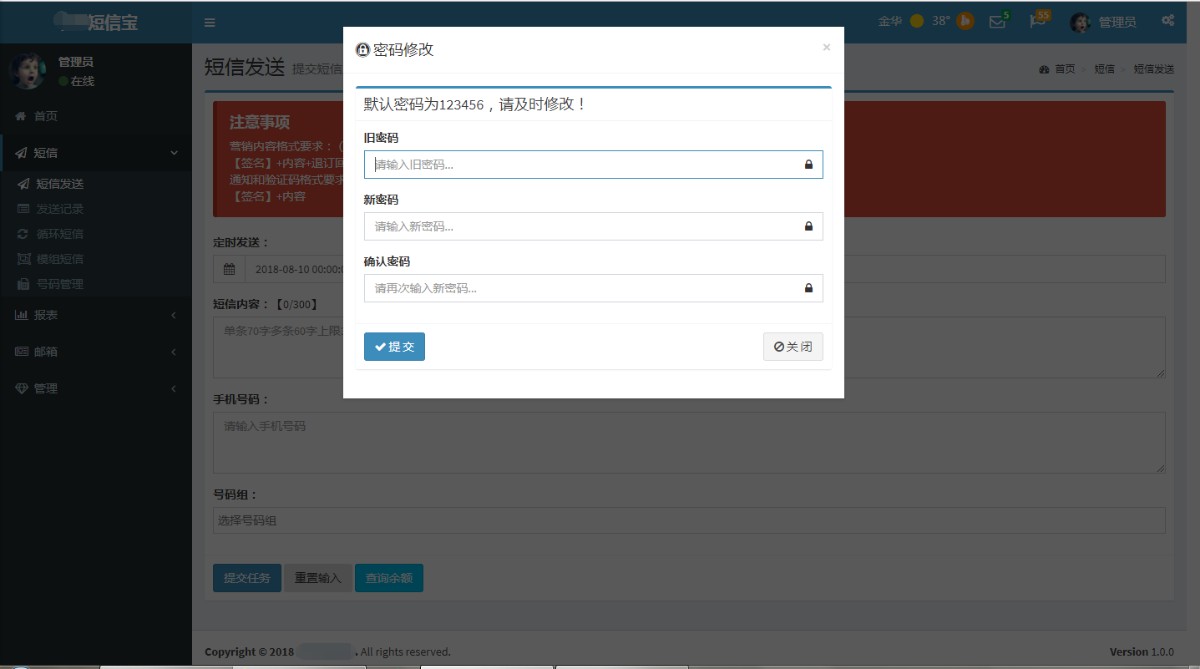 短信宝
金华
38°
5
55
管理员
管理员
在线
首页
短信
短信发送
发送记录
循环短信
模组短信
号码管理
报表
邮箱
管理
短信发送 提交短信
首页 > 短信 > 短信发送
注意事项
营销内容格式要求：
【签名】+内容+退订回
通知和验证码格式要求
【签名】+内容
定时发送：
2018-08-10 00:00:0
短信内容：【0/300】
单条70字多条60字上限
手机号码：
请输入手机号码
号码组：
选择号码组
提交任务
重置输入
查询余额
密码修改
×
默认密码为123456，请及时修改！
旧密码
请输入旧密码...
新密码
请输入新密码...
确认密码
请再次输入新密码...
提交
关闭
Copyright © 2018 . All rights reserved.
Version 1.0.0